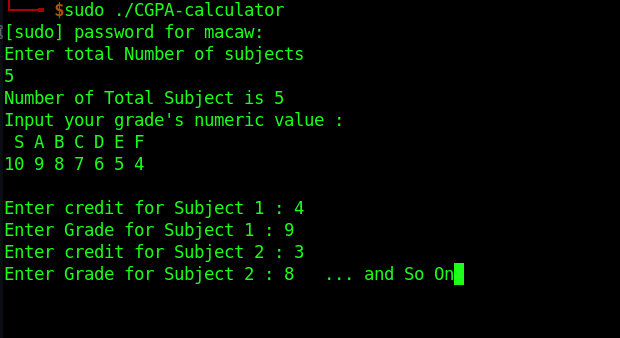 $sudo ./CGPA-calculator
[sudo] password for macaw:
Enter total Number of subjects
5
Number of Total Subject is 5
Input your grade's numeric value :
 S A B C D E F
10 9 8 7 6 5 4
Enter credit for Subject 1 : 4
Enter Grade for Subject 1 : 9
Enter credit for Subject 2 : 3
Enter Grade for Subject 2 : 8   ... and So On